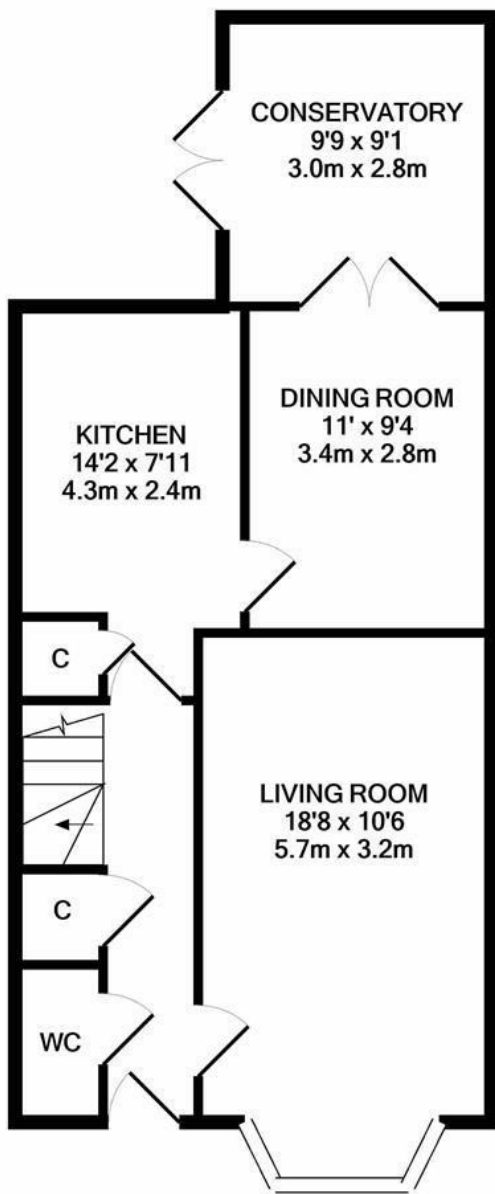 CONSERVATORY
9'9 x 9'1
3.0m x 2.8m
DINING ROOM
11' x 9'4
3.4m x 2.8m
KITCHEN
14'2 x 7'11
4.3m x 2.4m
C
LIVING ROOM
18'8 x 10'6
5.7m x 3.2m
C
WC